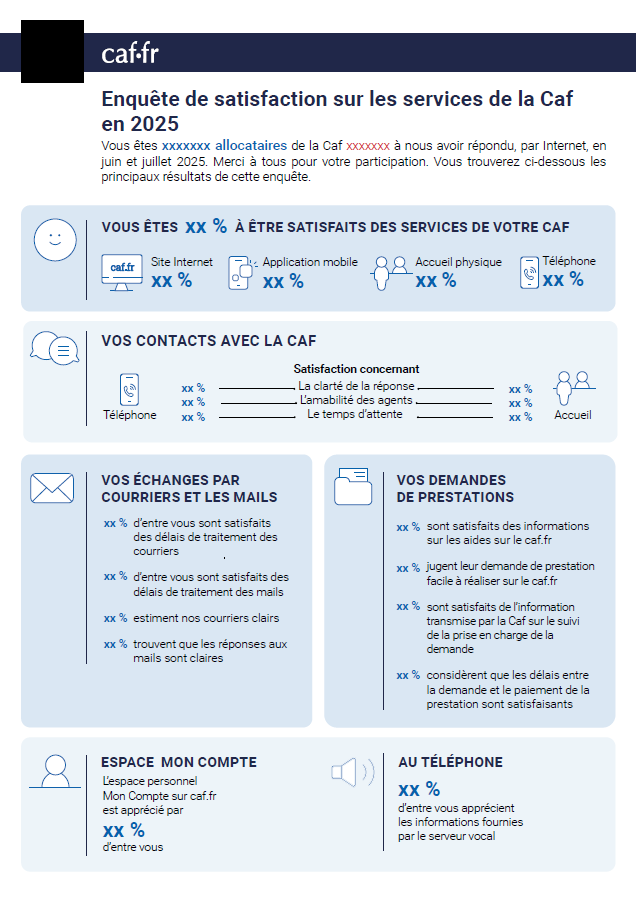 caf.fr
Enquête de satisfaction sur les services de la Caf
en 2025
Vous êtes xxxxxxx allocataires de la Caf xxxxxxx à nous avoir répondu, par Internet, en
juin et juillet 2025. Merci à tous pour votre participation. Vous trouverez ci-dessous les
principaux résultats de cette enquête.
VOUS ÊTES xx % À ÊTRE SATISFAITS DES SERVICES DE VOTRE CAF
caf.fr
Site Internet
xx %
Application mobile
xx %
Accueil physique
xx %
Téléphone
xx %
VOS CONTACTS AVEC LA CAF
Satisfaction concernant
xx % La clarté de la réponse xx %
xx % L'amabilité des agents xx %
xx % Le temps d'attente xx %
Téléphone
Accueil
VOS ÉCHANGES PAR
COURRIERS ET LES MAILS
xx % d'entre vous sont satisfaits
des délais de traitement des
courriers
xx % d'entre vous sont satisfaits des
délais de traitement des mails
xx % estiment nos courriers clairs
xx % trouvent que les réponses aux
mails sont claires
VOS DEMANDES
DE PRESTATIONS
xx % sont satisfaits des informations
sur les aides sur le caf.fr
xx % jugent leur demande de prestation
facile à réaliser sur le caf.fr
xx % sont satisfaits de l'information
transmise par la Caf sur le suivi
de la prise en charge de la
demande
xx % considèrent que les délais entre
la demande et le paiement de la
prestation sont satisfaisants
ESPACE MON COMPTE
L'espace personnel
Mon Compte sur caf.fr
est apprécié par
xx %
d'entre vous
AU TÉLÉPHONE
xx %
d'entre vous apprécient
les informations fournies
par le serveur vocal